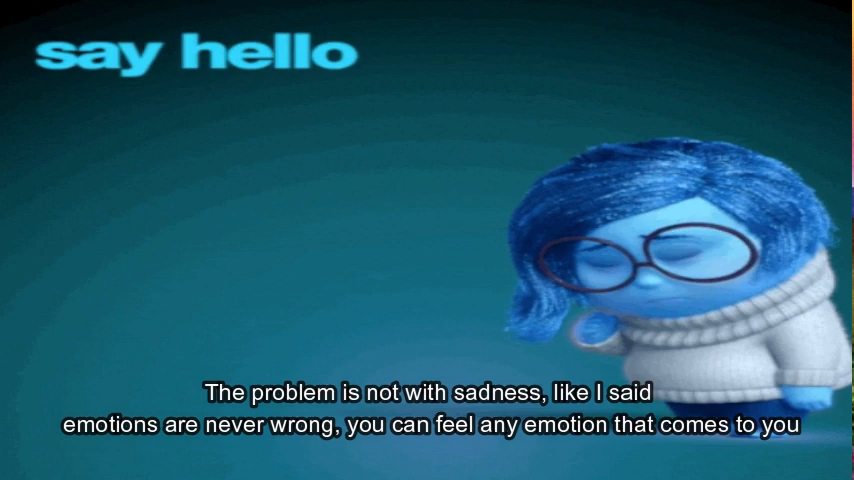 say hello
The problem is not with sadness, like I said
emotions are never wrong, you can feel any emotion that comes to you